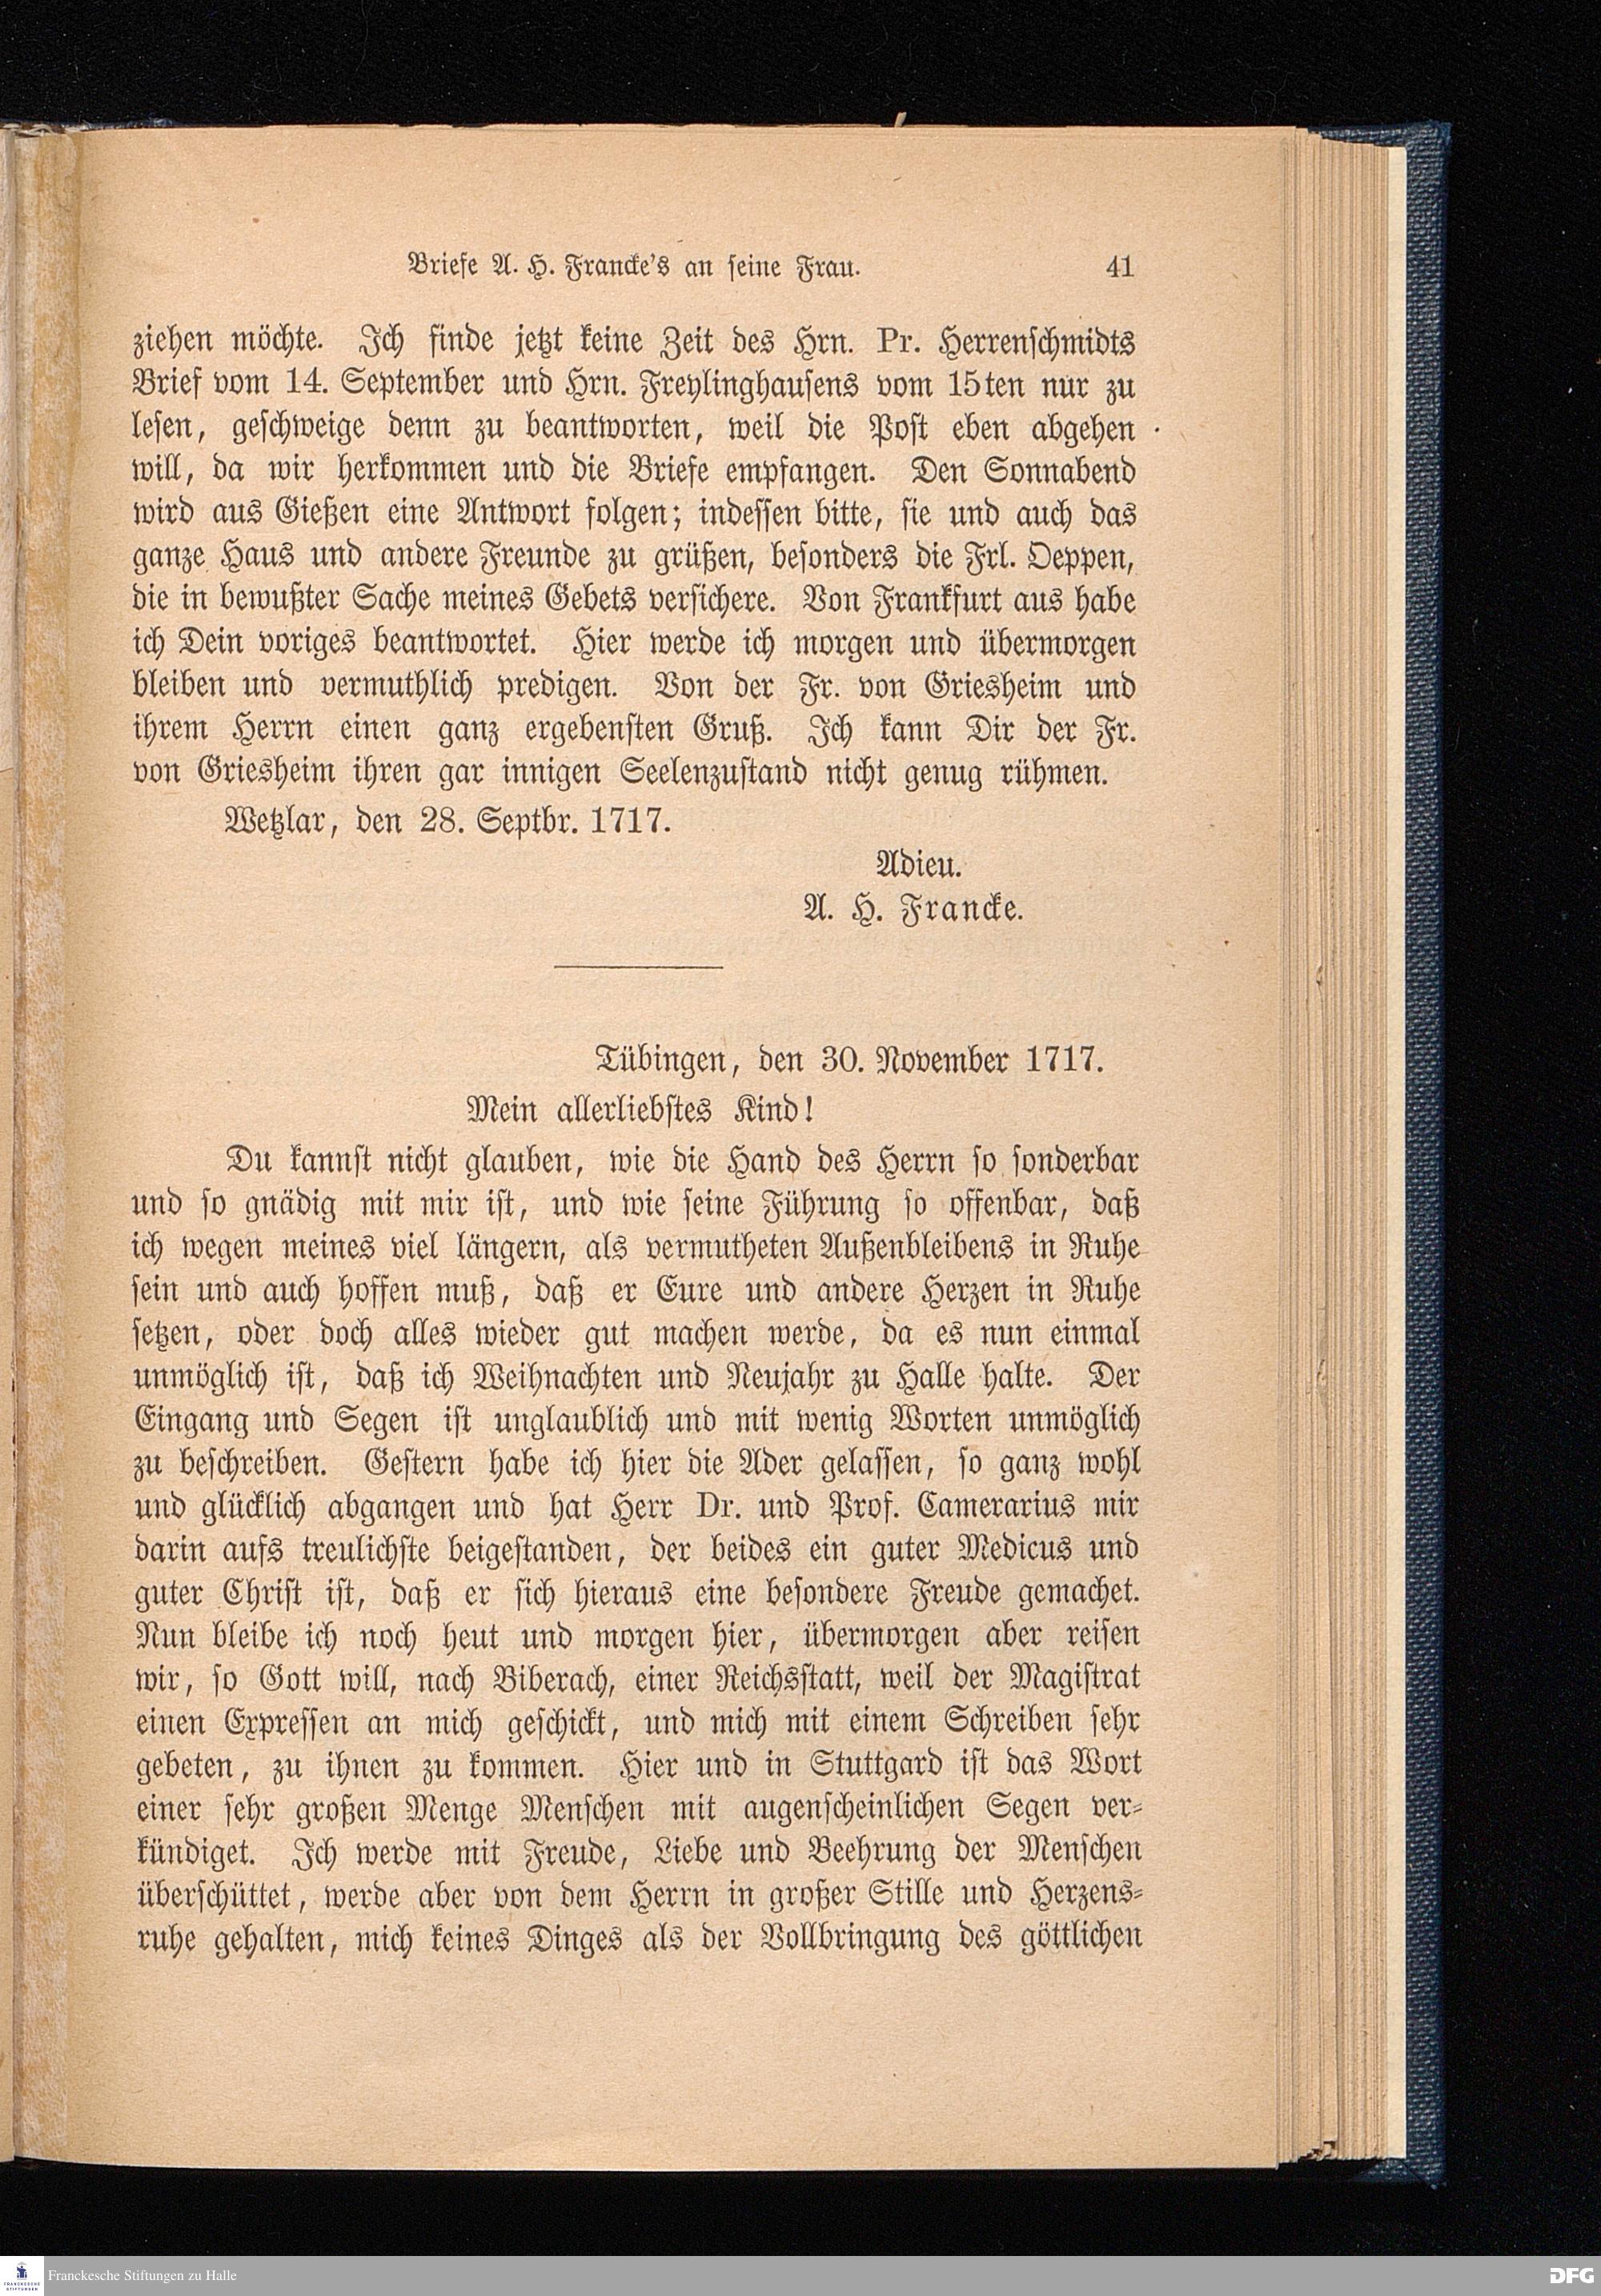 Briefe A. H. Francke's an seine Frau. 41
ziehen möchte. Ich finde jetzt keine Zeit des Hrn. Pr. Herrenschmidts
Brief vom 14. September und Hrn. Freylinghausens vom 15ten nur zu
lesen, geschweige denn zu beantworten, weil die Post eben abgehen
will, da wir herkommen und die Briefe empfangen. Den Sonnabend
wird aus Gießen eine Antwort folgen; indessen bitte, sie und auch das
ganze Haus und andere Freunde zu grüßen, besonders die Frl. Oeppen,
die in bewußter Sache meines Gebets versichere. Von Frankfurt aus habe
ich Dein voriges beantwortet. Hier werde ich morgen und übermorgen
bleiben und vermuthlich predigen. Von der Fr. von Griesheim und
ihrem Herrn einen ganz ergebensten Gruß. Ich kann Dir der Fr.
von Griesheim ihren gar innigen Seelenzustand nicht genug rühmen.
Wetzlar, den 28. Septbr. 1717.
Adieu.
A. H. Francke.
Tübingen, den 30. November 1717.
Mein allerliebstes Kind!
Du kannst nicht glauben, wie die Hand des Herrn so sonderbar
und so gnädig mit mir ist, und wie seine Führung so offenbar, daß
ich wegen meines viel längern, als vermutheten Außenbleibens in Ruhe
sein und auch hoffen muß, daß er Eure und andere Herzen in Ruhe
setzen, oder doch alles wieder gut machen werde, da es nun einmal
unmöglich ist, daß ich Weihnachten und Neujahr zu Halle halte. Der
Eingang und Segen ist unglaublich und mit wenig Worten unmöglich
zu beschreiben. Gestern habe ich hier die Ader gelassen, so ganz wohl
und glücklich abgangen und hat Herr Dr. und Prof. Camerarius mir
darin aufs treulichste beigestanden, der beides ein guter Medicus und
guter Christ ist, daß er sich hieraus eine besondere Freude gemachet.
Nun bleibe ich noch heut und morgen hier, übermorgen aber reisen
wir, so Gott will, nach Biberach, einer Reichsstatt, weil der Magistrat
einen Expressen an mich geschickt, und mich mit einem Schreiben sehr
gebeten, zu ihnen zu kommen. Hier und in Stuttgard ist das Wort
einer sehr großen Menge Menschen mit augenscheinlichen Segen ver-
kündiget. Ich werde mit Freude, Liebe und Beehrung der Menschen
überschüttet, werde aber von dem Herrn in großer Stille und Herzens-
ruhe gehalten, mich keines Dinges als der Vollbringung des göttlichen
FRANCKESCHE
STIFTUNGEN
Franckesche Stiftungen zu Halle
DFG